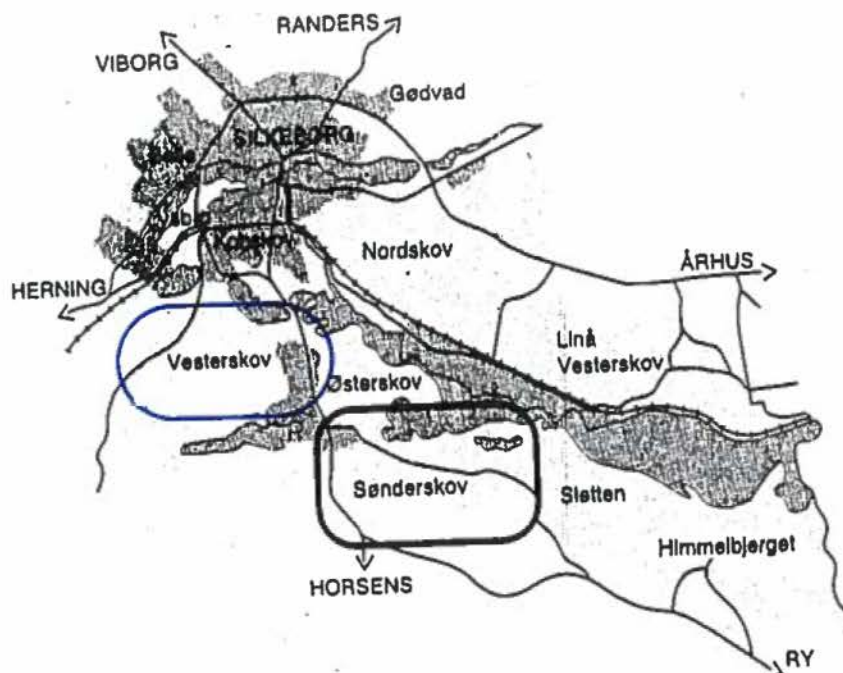 RANDERS
VIBORG
Gødvad
SILKEBORG
Nordskov
ÅRHUS
HERNING
Linå
Vesterskov
Vesterskov
Østerskov
Sønderskov
Sletten
Himmelbjerget
HORSENS
RY